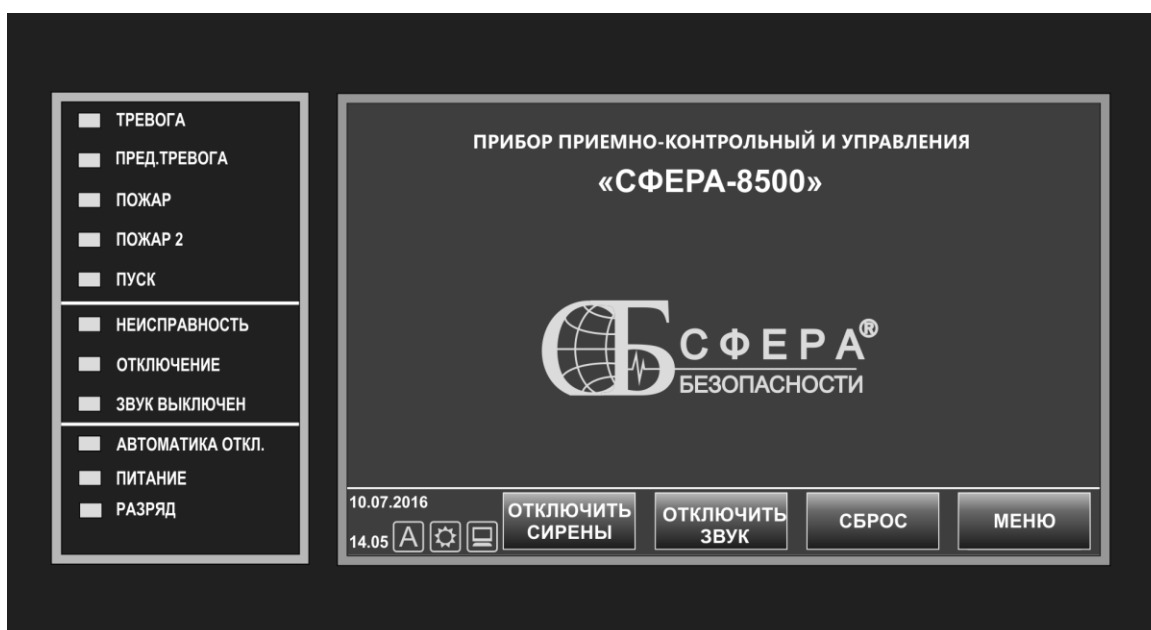 ТРЕВОГА
ПРЕД.ТРЕВОГА
ПОЖАР
ПОЖАР 2
ПУСК
НЕИСПРАВНОСТЬ
ОТКЛЮЧЕНИЕ
ЗВУК ВЫКЛЮЧЕН
АВТОМАТИКА ОТКЛ.
ПИТАНИЕ
РАЗРЯД
ПРИБОР ПРИЕМНО-КОНТРОЛЬНЫЙ И УПРАВЛЕНИЯ
«СФЕРА-8500»
СБ СФЕРА®
БЕЗОПАСНОСТИ
10.07.2016
14.05 A
ОТКЛЮЧИТЬ
СИРЕНЫ
ОТКЛЮЧИТЬ
ЗВУК
СБРОС
МЕНЮ